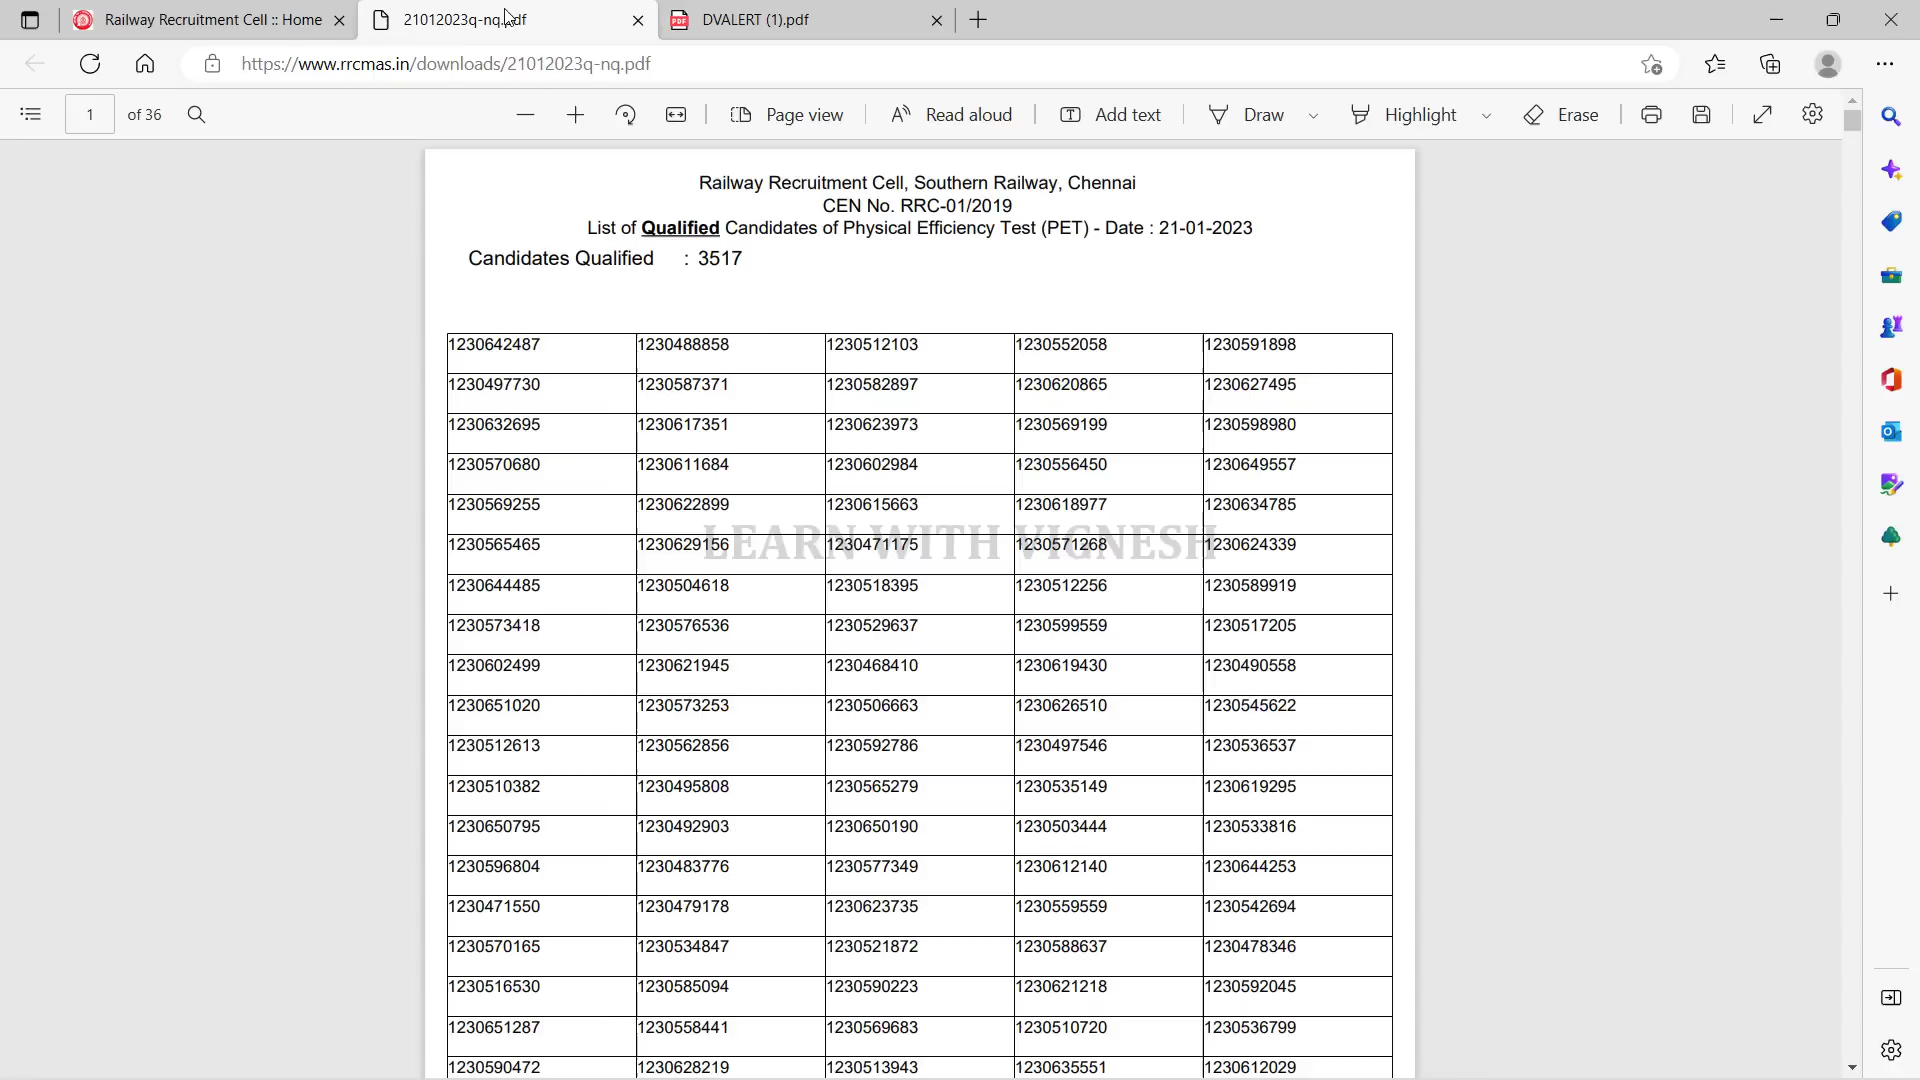 Railway Recruitment Cell :: Home
21012023q-nq.pdf
DVALERT (1).pdf
https://www.rrcmas.in/downloads/21012023q-nq.pdf
1 of 36
Page view
Read aloud
Add text
Draw
Highlight
Erase
Railway Recruitment Cell, Southern Railway, Chennai
CEN No. RRC-01/2019
List of Qualified Candidates of Physical Efficiency Test (PET) - Date : 21-01-2023
Candidates Qualified : 3517
1230642487 1230488858 1230512103 1230552058 1230591898
1230497730 1230587371 1230582897 1230620865 1230627495
1230632695 1230617351 1230623973 1230569199 1230598980
1230570680 1230611684 1230602984 1230556450 1230649557
1230569255 1230622899 1230615663 1230618977 1230634785
LEARN WITH VIGNESH
1230565465 1230629156 1230471175 1230571268 1230624339
1230644485 1230504618 1230518395 1230512256 1230589919
1230573418 1230576536 1230529637 1230599559 1230517205
1230602499 1230621945 1230468410 1230619430 1230490558
1230651020 1230573253 1230506663 1230626510 1230545622
1230512613 1230562856 1230592786 1230497546 1230536537
1230510382 1230495808 1230565279 1230535149 1230619295
1230650795 1230492903 1230650190 1230503444 1230533816
1230596804 1230483776 1230577349 1230612140 1230644253
1230471550 1230479178 1230623735 1230559559 1230542694
1230570165 1230534847 1230521872 1230588637 1230478346
1230516530 1230585094 1230590223 1230621218 1230592045
1230651287 1230558441 1230569683 1230510720 1230536799
1230590472 1230628219 1230513943 1230635551 1230612029